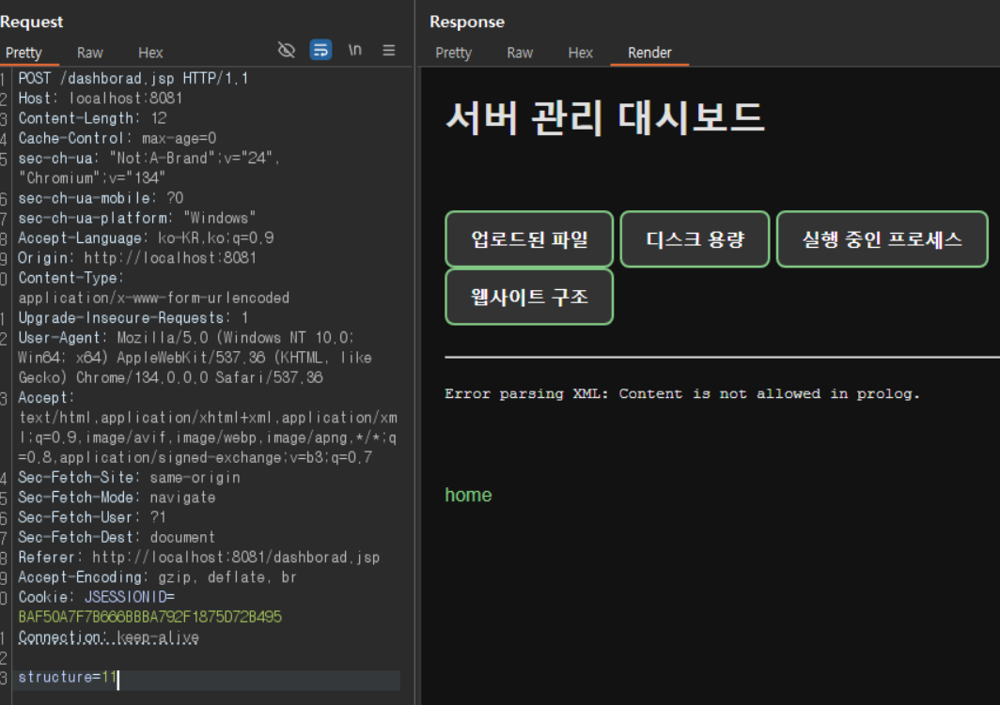 Request
Pretty Raw Hex \n
1 POST /dashborad.jsp HTTP/1.1
2 Host: localhost:8081
3 Content-Length: 12
4 Cache-Control: max-age=0
5 sec-ch-ua: "Not:A-Brand";v="24",
"Chromium";v="134"
6 sec-ch-ua-mobile: ?0
7 sec-ch-ua-platform: "Windows"
8 Accept-Language: ko-KR,ko;q=0.9
9 Origin: http://localhost:8081
0 Content-Type:
application/x-www-form-urlencoded
1 Upgrade-Insecure-Requests: 1
2 User-Agent: Mozilla/5.0 (Windows NT 10.0;
Win64; x64) AppleWebKit/537.36 (KHTML, like
Gecko) Chrome/134.0.0.0 Safari/537.36
3 Accept:
text/html,application/xhtml+xml,application/xm
l;q=0.9,image/avif,image/webp,image/apng,*/*;q
=0.8,application/signed-exchange;v=b3;q=0.7
4 Sec-Fetch-Site: same-origin
5 Sec-Fetch-Mode: navigate
6 Sec-Fetch-User: ?1
7 Sec-Fetch-Dest: document
8 Referer: http://localhost:8081/dashborad.jsp
9 Accept-Encoding: gzip, deflate, br
0 Cookie: JSESSIONID=
BAF50A7F7B666BBBA792F1875D72B495
1 Connection: keep-alive
2
3 structure=11
Response
Pretty Raw Hex Render
서버 관리 대시보드
업로드된 파일 디스크 용량 실행 중인 프로세스
웹사이트 구조
Error parsing XML: Content is not allowed in prolog.
home